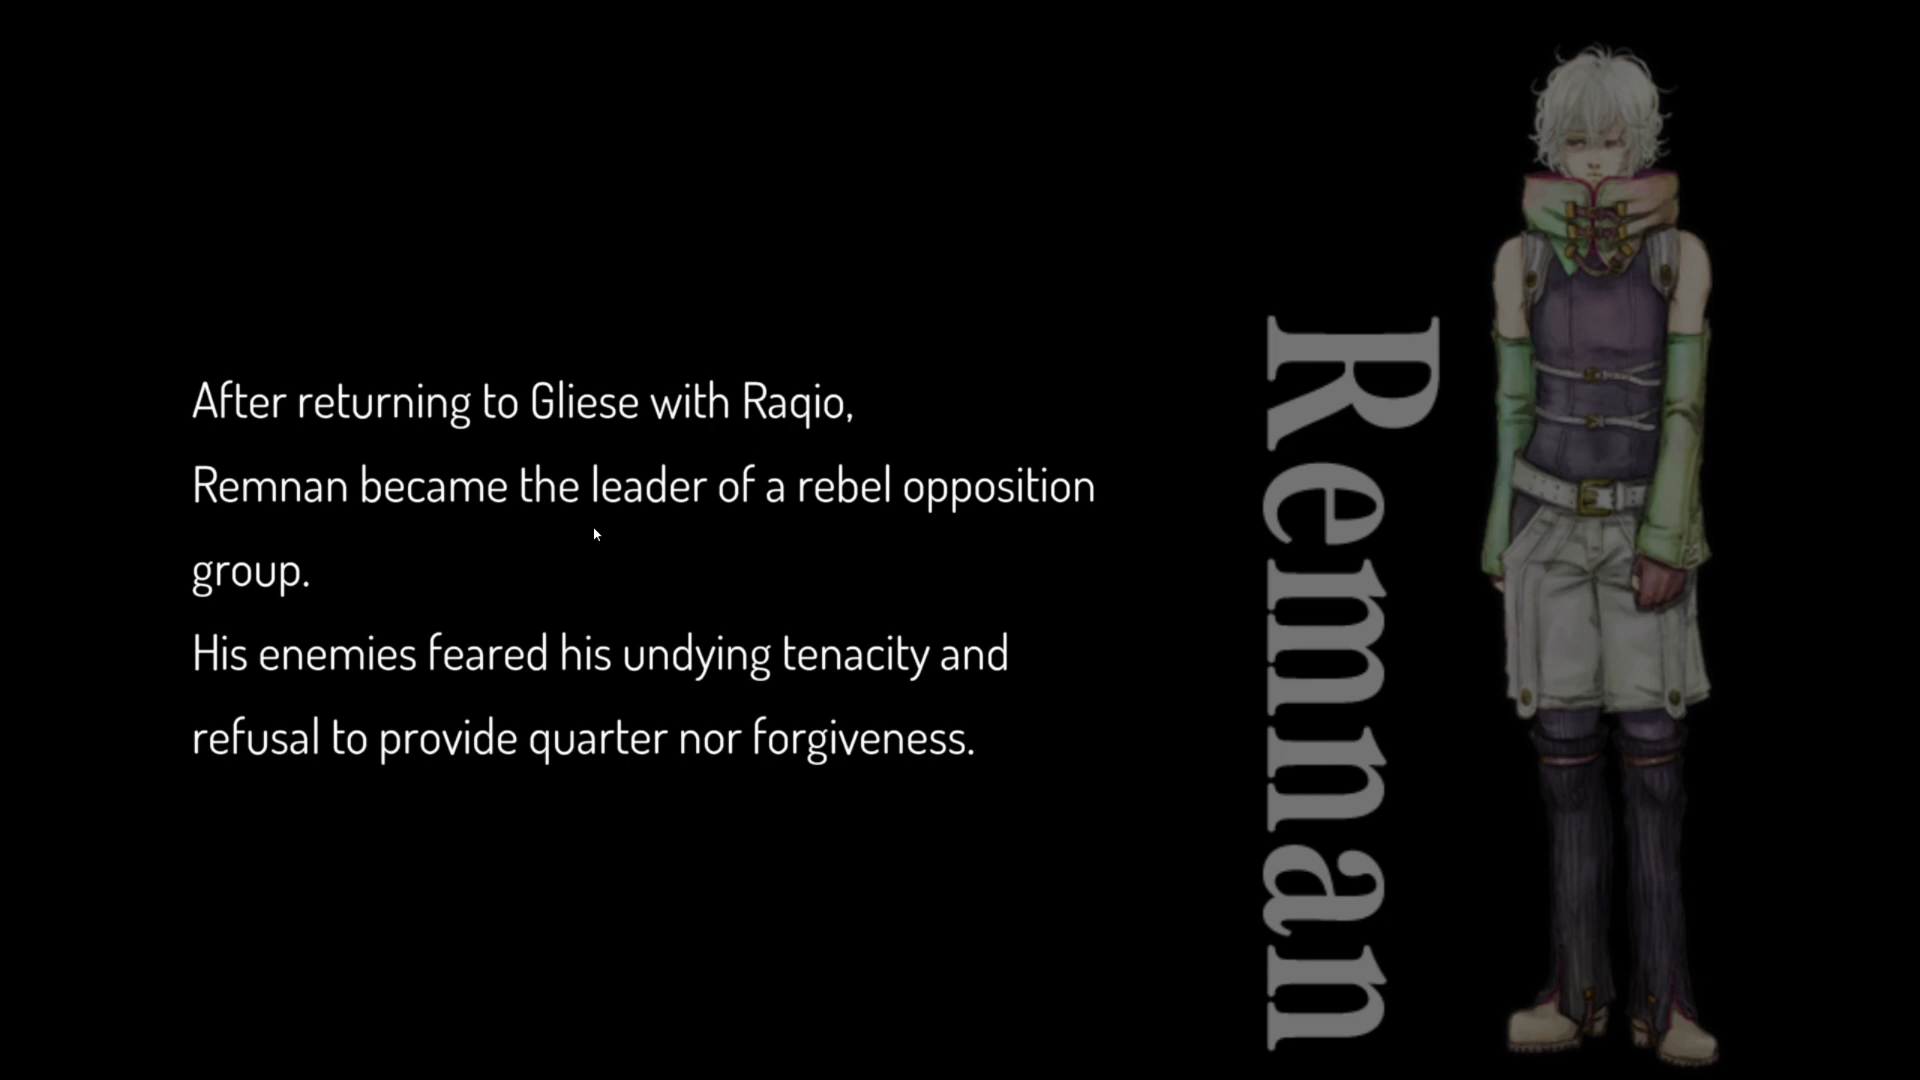 After returning to Gliese with Raqio,
Remnan became the leader of a rebel opposition
group.
His enemies feared his undying tenacity and
refusal to provide quarter nor forgiveness.
Remnan